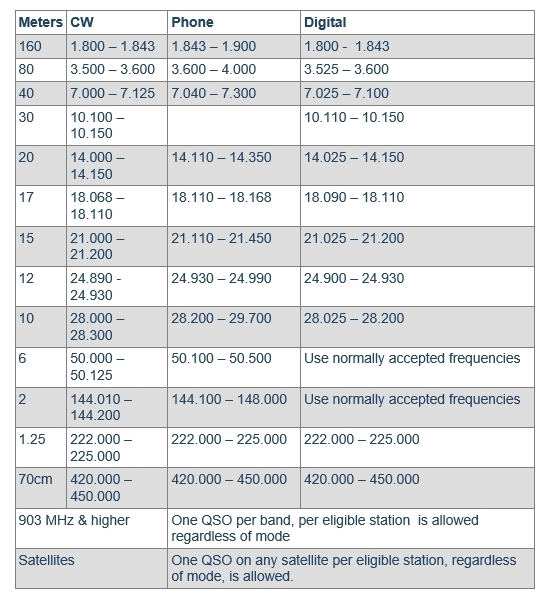 Meters CW Phone Digital
160 1.800 – 1.843 1.843 – 1.900 1.800 - 1.843
80 3.500 – 3.600 3.600 – 4.000 3.525 – 3.600
40 7.000 – 7.125 7.040 – 7.300 7.025 – 7.100
30 10.100 – 10.110 – 10.150
10.150
20 14.000 – 14.110 – 14.350 14.025 – 14.150
14.150
17 18.068 – 18.110 – 18.168 18.090 – 18.110
18.110
15 21.000 – 21.110 – 21.450 21.025 – 21.200
21.200
12 24.890 - 24.930 – 24.990 24.900 – 24.930
24.930
10 28.000 – 28.200 – 29.700 28.025 – 28.200
28.300
6 50.000 – 50.100 – 50.500 Use normally accepted frequencies
50.125
2 144.010 – 144.100 – 148.000 Use normally accepted frequencies
144.200
1.25 222.000 – 222.000 – 225.000 222.000 – 225.000
225.000
70cm 420.000 – 420.000 – 450.000 420.000 – 450.000
450.000
903 MHz & higher One QSO per band, per eligible station is allowed
regardless of mode
Satellites One QSO on any satellite per eligible station, regardless
of mode, is allowed.